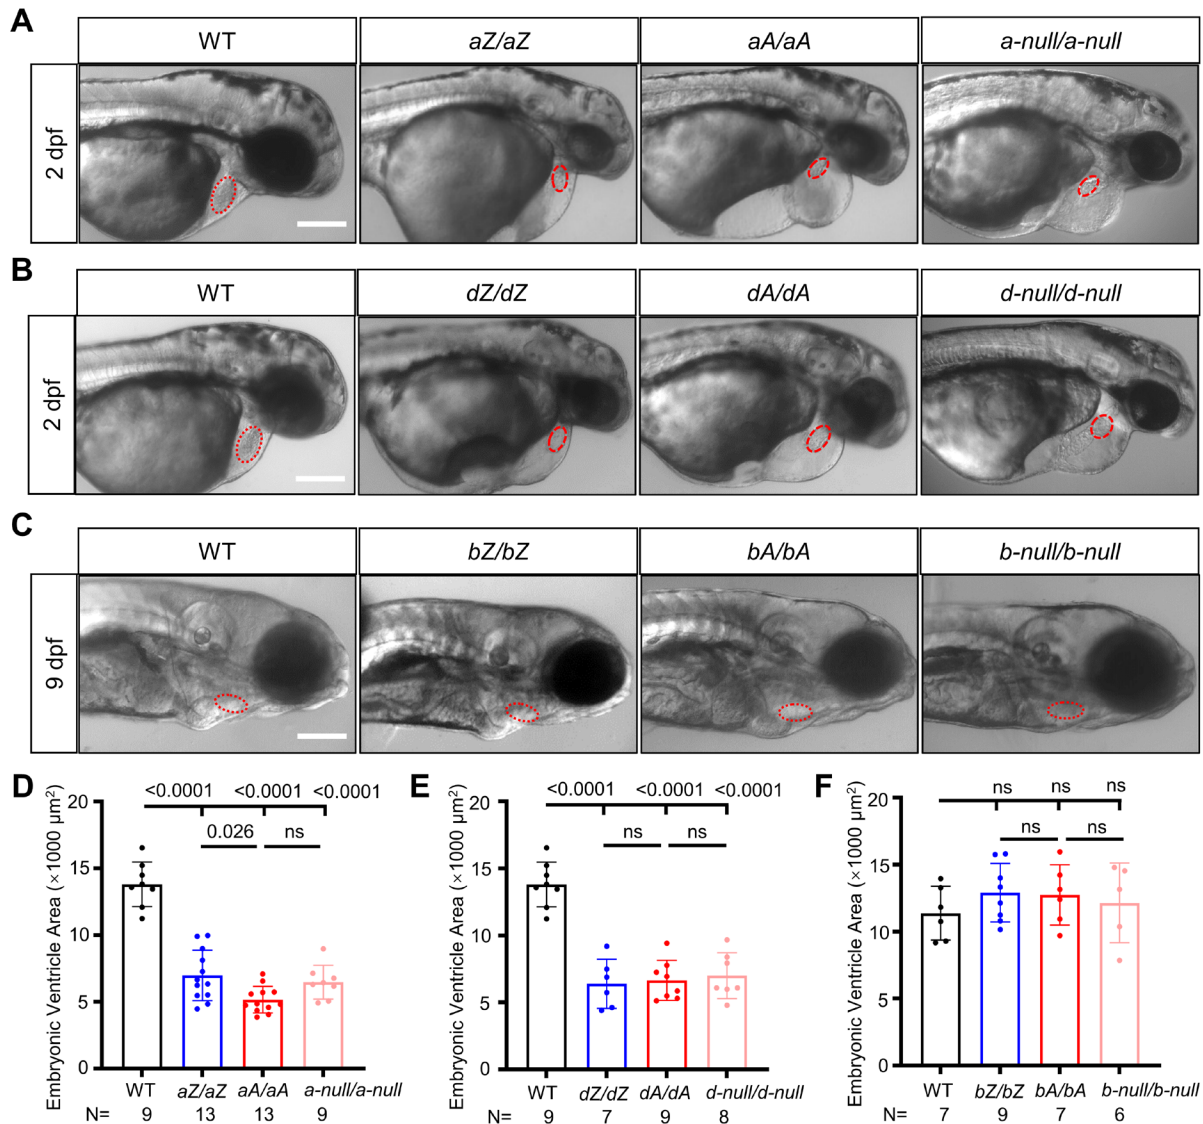 A
WT
aZ/aZ
aA/aA
a-null/a-null
2 dpf
B
WT
dZ/dZ
dA/dA
d-null/d-null
2 dpf
C
WT
bZ/bZ
bA/bA
b-null/b-null
9 dpf
D
Embryonic Ventricle Area (×1000 µm²)
20
15
10
5
0
<0.0001
<0.0001
<0.0001
0.026
ns
WT
aZ/aZ
aA/aA
a-null/a-null
N=
9
13
13
9
E
Embryonic Ventricle Area (×1000 µm²)
20
15
10
5
0
<0.0001
<0.0001
<0.0001
ns
ns
WT
dZ/dZ
dA/dA
d-null/d-null
N=
9
7
9
8
F
Embryonic Ventricle Area (×1000 µm²)
20
15
10
5
0
ns
ns
ns
ns
ns
WT
bZ/bZ
bA/bA
b-null/b-null
N=
7
9
7
6